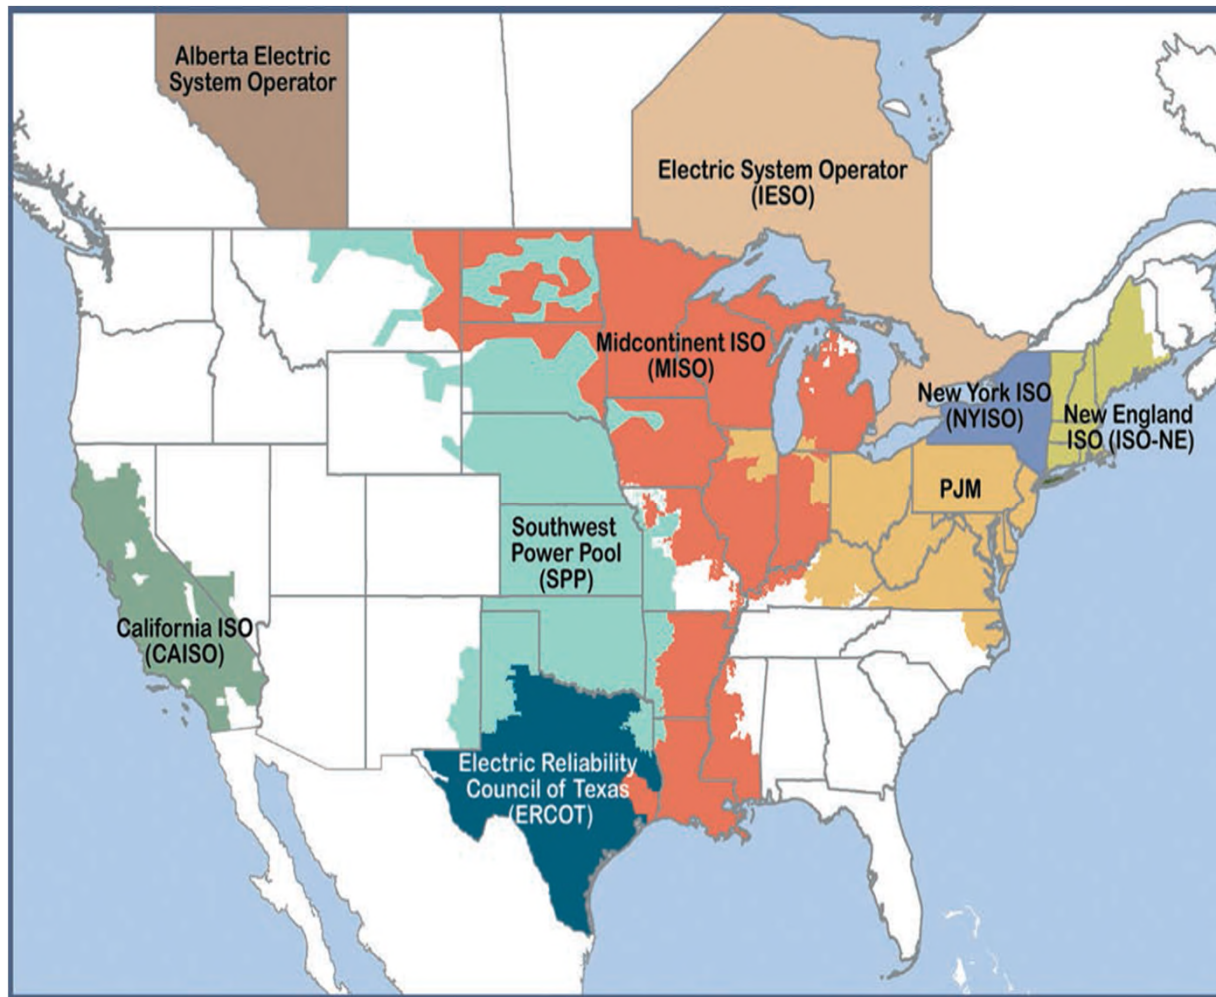 Alberta Electric
System Operator
Electric System Operator
(IESO)
Midcontinent ISO
(MISO)
New York ISO
(NYISO)
New England
ISO (ISO-NE)
PJM
Southwest
Power Pool
(SPP)
California ISO
(CAISO)
Electric Reliability
Council of Texas
(ERCOT)